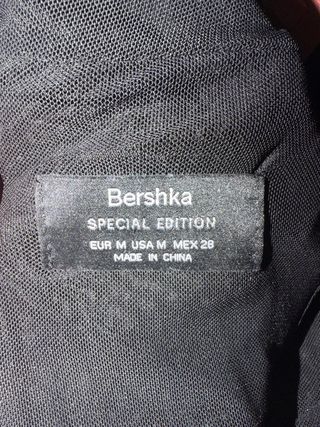 Bershka
SPECIAL EDITION
EUR M USA M MEX 28
MADE IN CHINA